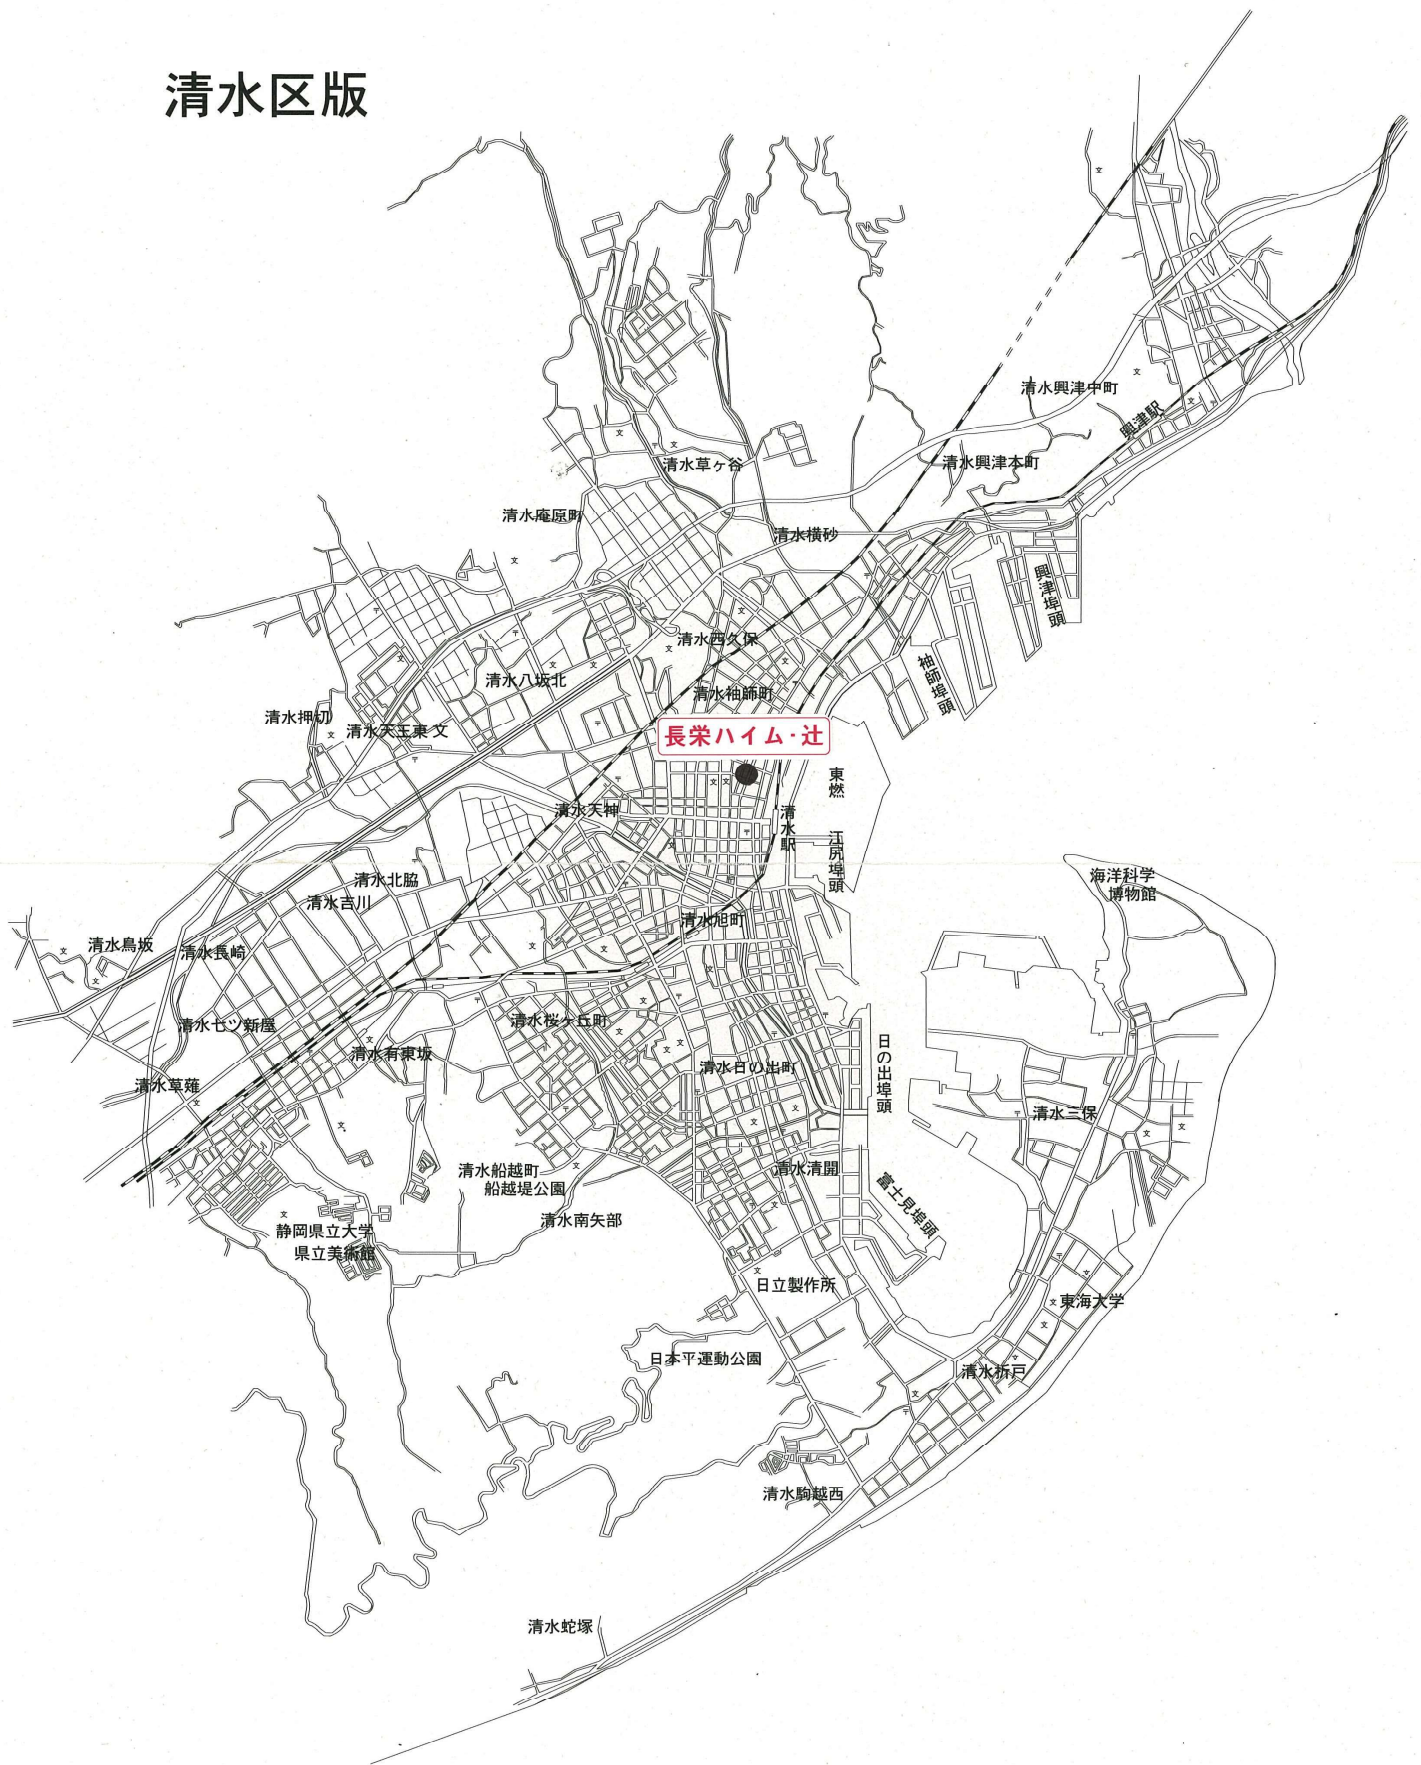 清水区版
清水興津中町
興津駅
清水草ヶ谷
清水興津本町
清水庵原町
清水横砂
興津埠頭
清水西久保
袖師埠頭
清水八坂北
清水袖師町
清水押切
文
清水天王東 文
長栄ハイム・辻
文 文
東燃
清水天神
清水駅
江尻埠頭
清水北脇
海洋科学
博物館
清水吉川
清水旭町
清水鳥坂
清水長崎
清水桜ヶ丘町
清水七ツ新屋
日の出埠頭
清水有東坂
清水日の出町
清水草薙
清水三保
清水船越町
清水清開
船越堤公園
富士見埠頭
清水南矢部
静岡県立大学
県立美術館
日立製作所
文 東海大学
日本平運動公園
清水折戸
清水駒越西
清水蛇塚